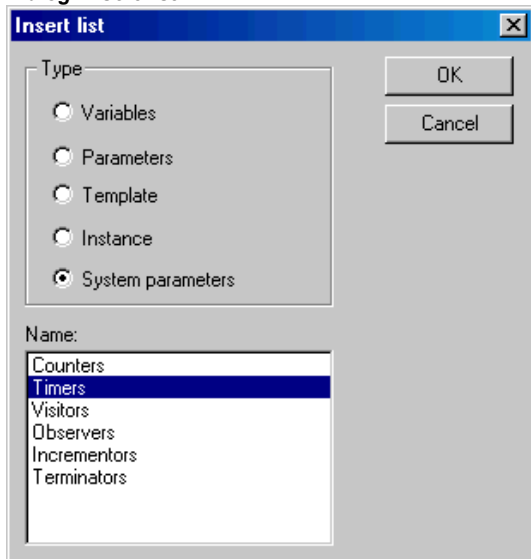 Insert list
Type
OK
Variables
Cancel
Parameters
Template
Instance
System parameters
Name:
Counters
Timers
Visitors
Observers
Incrementors
Terminators